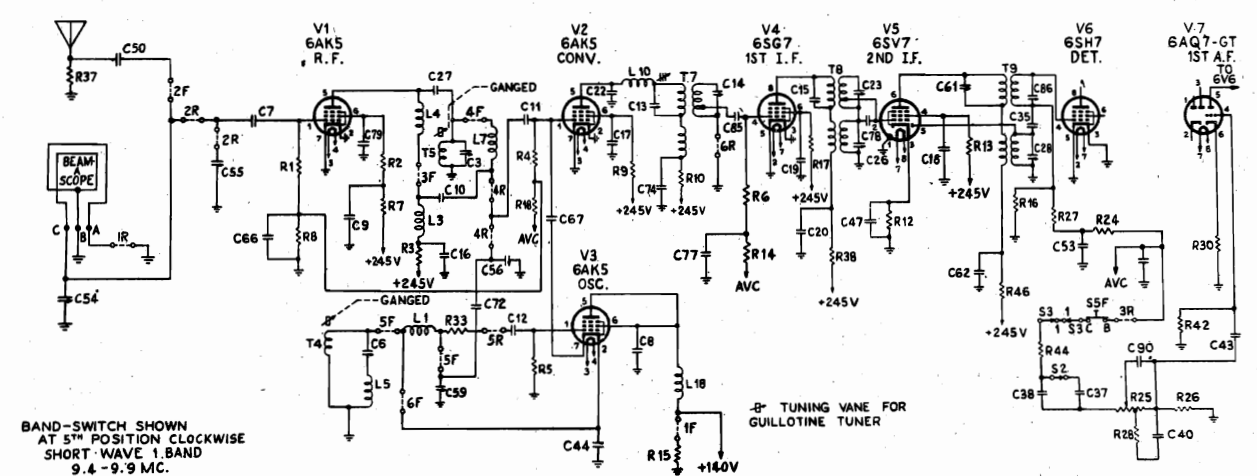 V1
6AK5
R.F.
V2
6AK5
CONV.
V4
6SG7
1ST I.F.
V5
6SV7
2ND I.F.
V6
6SH7
DET.
V-7
6AQ7-GT
1ST A.F.
TO
6V6
C50
R37
2F
2R
C7
2R
C55
R1
C66
R8
C79
R2
C9
R7
+245V
C27
GANGED
L4
T5
C3
4F
L7
3F
C10
L3
R3
C16
+245V
4R
4R
C56
C11
R4
R18
AVC
C67
C22
L10
C17
R9
+245V
C13
T.7
C14
C74
R10
+245V
C85
6R
R6
C77
R14
AVC
C15
C19
R17
+245V
T8
C23
C78
C26
C20
R38
+245V
C47
R12
C18
R13
+245V
C61
T9
C86
C35
C28
C62
R46
+245V
R16
R27
C53
R24
AVC
S3
1
1
S3
S5F
C
B
3R
R44
C38
S2
C37
C90
R25
R28
C40
R26
R30
R42
C43
BEAM-
A
SCOPE
C
B
A
1R
C54
GANGED
T4
5F
C6
L5
L1
6F
5F
C59
R33
5R
C72
C12
R5
V3
6AK5
OSC.
C8
C44
L18
1F
R15
+140V
TUNING VANE FOR
GUILLOTINE TUNER
BAND-SWITCH SHOWN
AT 5TH POSITION CLOCKWISE
SHORT-WAVE 1.BAND
9.4-9.9 MC.